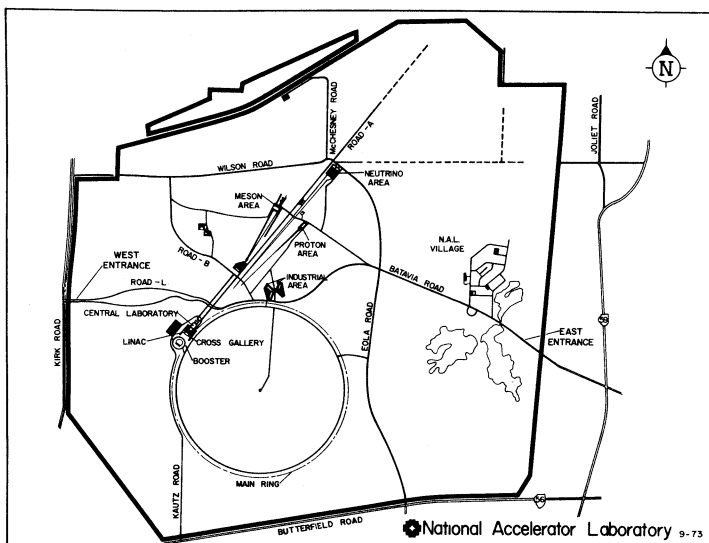 N
McCHESNEY ROAD
ROAD-A
JOLIET ROAD
WILSON ROAD
NEUTRINO
AREA
MESON
AREA
N.A.L.
VILLAGE
PROTON
AREA
WEST
ENTRANCE
ROAD-B
BATAVIA ROAD
INDUSTRIAL
AREA
ROAD-L
CENTRAL LABORATORY
LINAC
CROSS GALLERY
BOOSTER
KIRK ROAD
EOLA ROAD
59
EAST
ENTRANCE
MAIN RING
KAUTZ ROAD
56
BUTTERFIELD ROAD
National Accelerator Laboratory 9-73